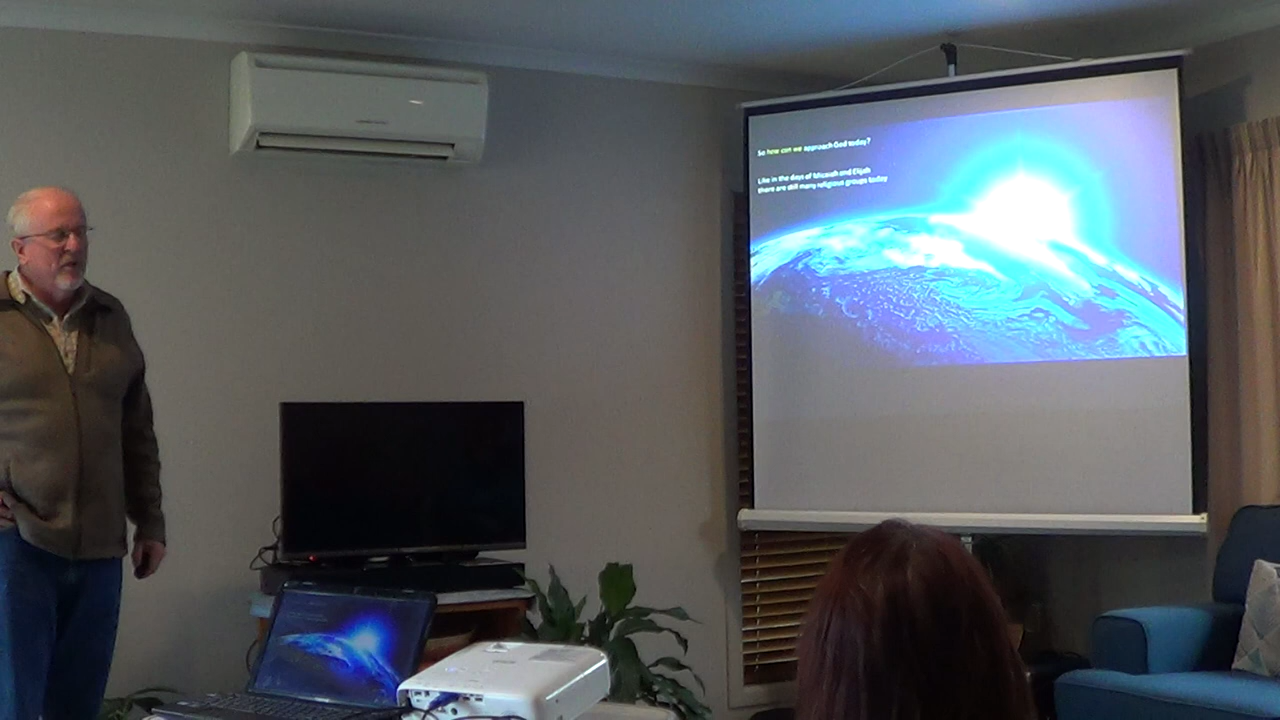 So how can we approach God today?
Like in the days of Micaiah and Elijah
there are still many religious groups today